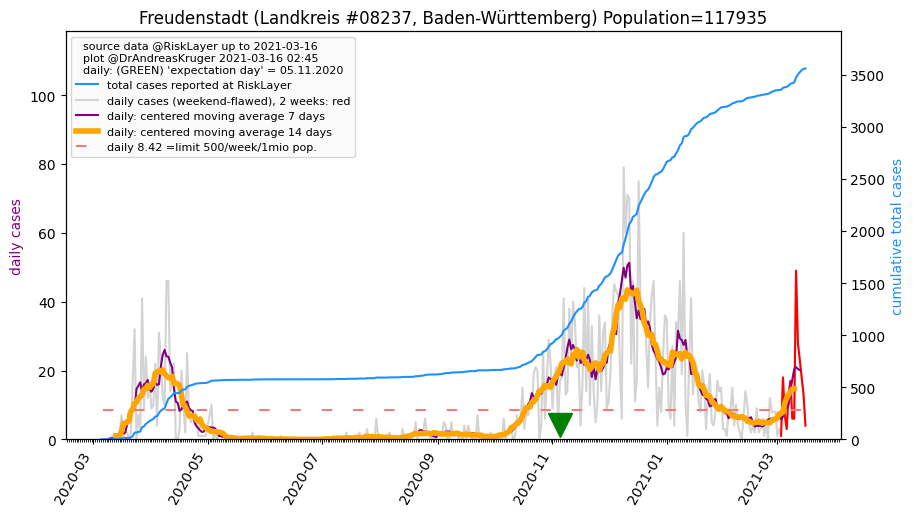 Freudenstadt (Landkreis #08237, Baden-Württemberg) Population=117935
source data @RiskLayer up to 2021-03-16
plot @DrAndreasKruger 2021-03-16 02:45
daily: (GREEN) 'expectation day' = 05.11.2020
total cases reported at RiskLayer
daily cases (weekend-flawed), 2 weeks: red
daily: centered moving average 7 days
daily: centered moving average 14 days
daily 8.42 =limit 500/week/1mio pop.
daily cases
100
80
60
40
20
0
cumulative total cases
3500
3000
2500
2000
1500
1000
500
0
2020-03
2020-05
2020-07
2020-09
2020-11
2021-01
2021-03